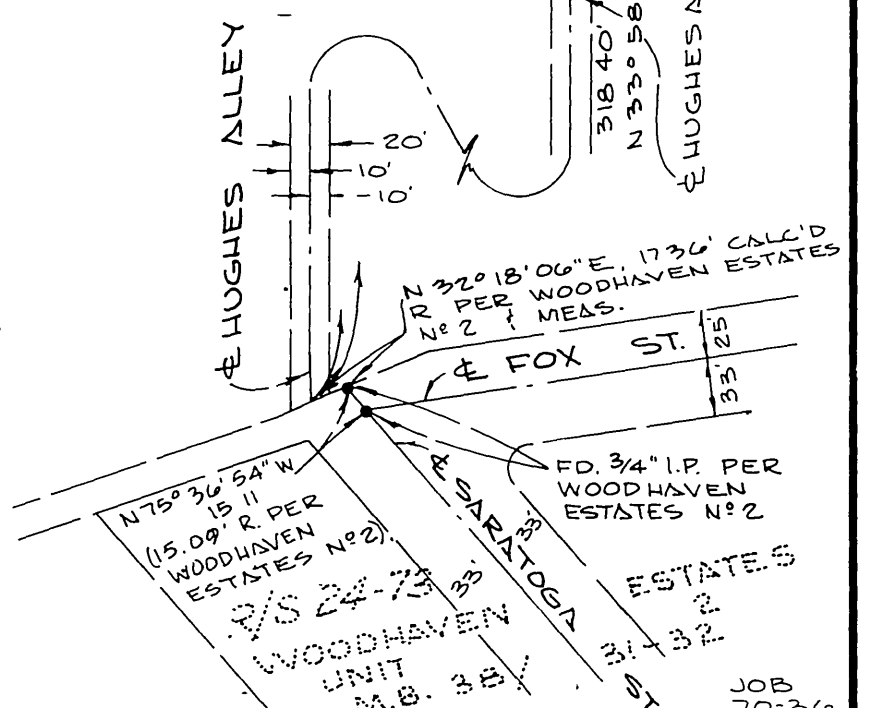 ℄ HUGHES ALLEY
318 40'
N 33° 58
℄ HUGHES A
20'
10'
10'
N 32° 18' 06" E, 17 36' CALC'D
R PER WOODHAVEN ESTATES
Nº 2 & MEAS.
℄ FOX ST.
25'
33'
FD. 3/4" I.P. PER
WOODHAVEN
ESTATES Nº 2
N 75° 36' 54" W
15 11
(15.09' R. PER
WOODHAVEN
ESTATES Nº 2)
℄ SARATOGA ST
33'
33'
R/S 24-73
WOODHAVEN ESTATES
UNIT 2
M.B. 38/ 31-32
JOB
70-36